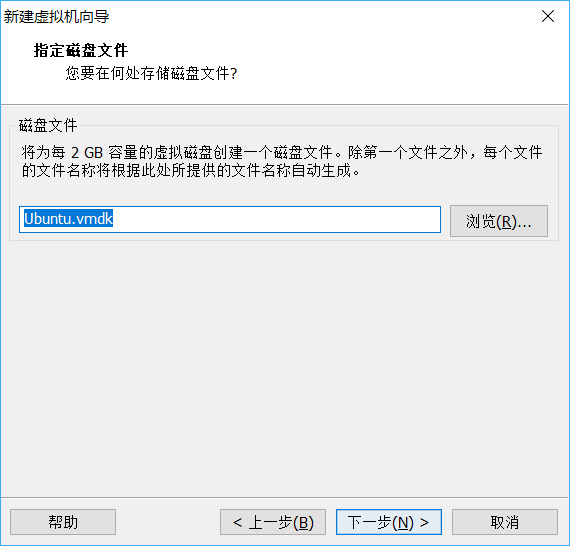 新建虚拟机向导
指定磁盘文件
您要在何处存储磁盘文件?
磁盘文件
将为每 2 GB 容量的虚拟磁盘创建一个磁盘文件。除第一个文件之外，每个文件
的文件名称将根据此处所提供的文件名称自动生成。
Ubuntu.vmdk
浏览(R)...
帮助
< 上一步(B)
下一步(N) >
取消